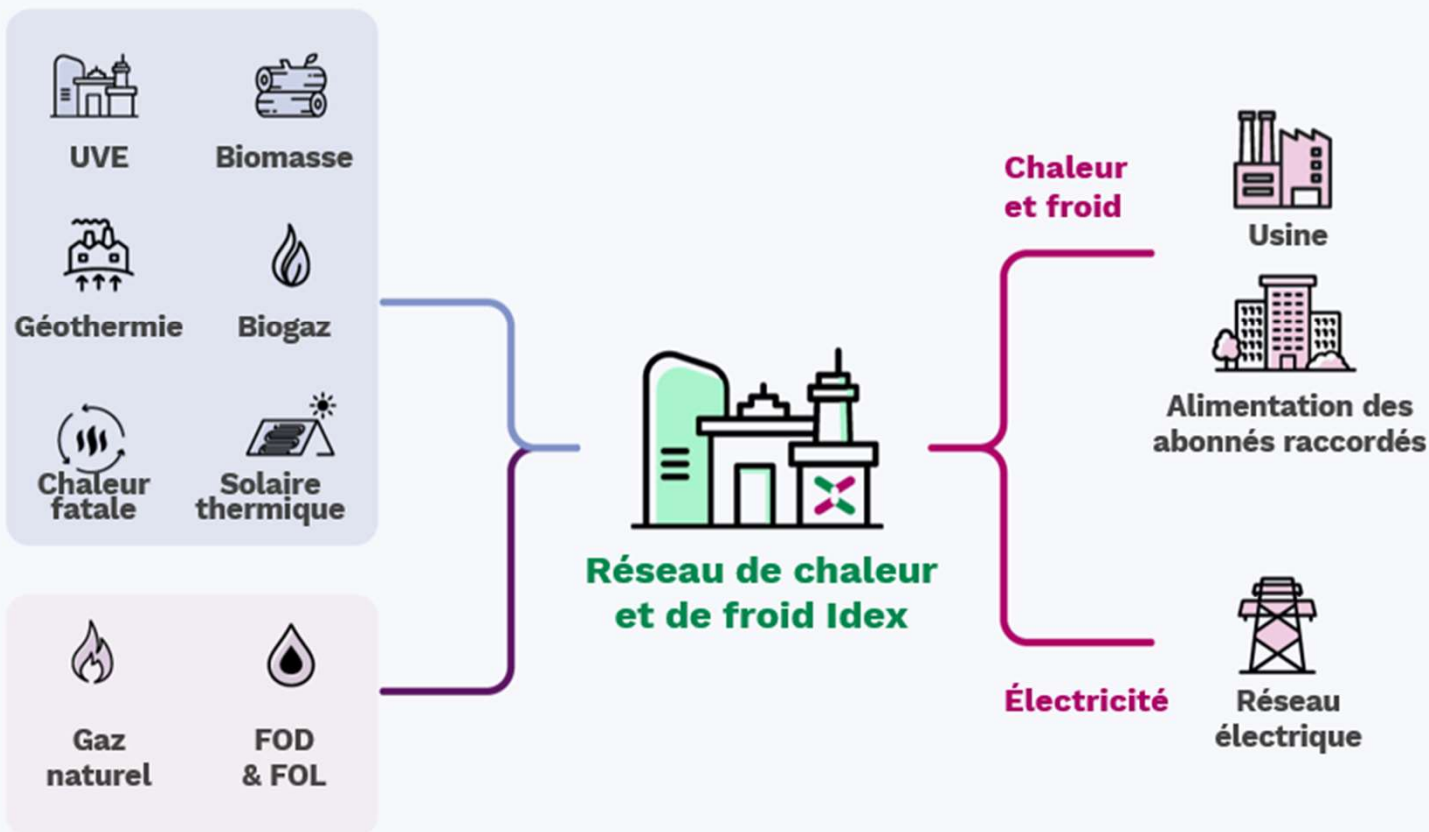 UVE
Biomasse
Géothermie
Biogaz
Chaleur
fatale
Solaire
thermique
Gaz
naturel
FOD
& FOL
Réseau de chaleur
et de froid Idex
Chaleur
et froid
Usine
Alimentation des
abonnés raccordés
Électricité
Réseau
électrique